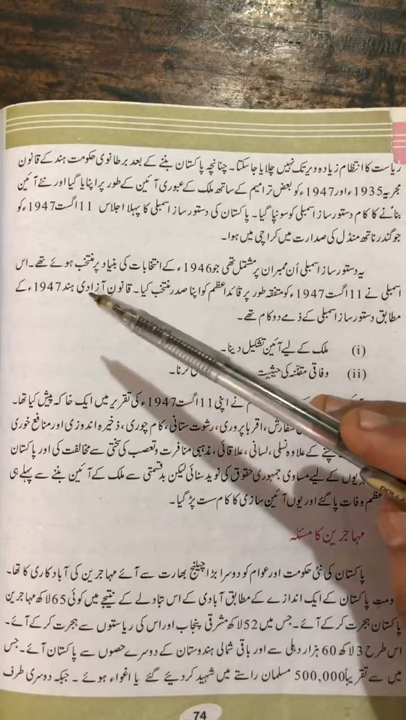 ریاست کا انتظام زیادہ دیر تک نہیں چلایا جاسکتا۔ چنانچہ پاکستان بننے کے بعد برطانوی حکومت ہند کے قانون
مجریہ 1935ء اور 1947ء کو بعض ترامیم کے ساتھ ملک کے عبوری آئین کے طور پر اپنایا گیا اور نئے آئین
بنانے کا کام دستور ساز اسمبلی کو سونپا گیا۔ پاکستان کی دستور ساز اسمبلی کا پہلا اجلاس 11 اگست 1947ء کو
جوگندر ناتھ منڈل کی صدارت میں کراچی میں ہوا۔
یہ دستور ساز اسمبلی اُن ممبران پر مشتمل تھی جو 1946ء کے انتخابات کی بنیاد پر منتخب ہوئے تھے۔ اس
اسمبلی نے 11 اگست 1947ء کو متفقہ طور پر قائداعظم کو اپنا صدر منتخب کیا۔ قانون آزادی ہند 1947ء کے
مطابق دستور ساز اسمبلی کے ذمے دو کام تھے۔
(i) ملک کے لیے آئین تشکیل دینا۔
(ii) وفاقی مقننہ کی حیثیت کرنا۔
نے اپنی 11 اگست 1947ء کی تقریر میں ایک خاکہ پیش کیا تھا۔
سفارش، اقربا پروری، رشوت ستانی، کام چوری، ذخیرہ اندوزی اور منافع خوری
کے علاوہ نسلی، لسانی، علاقائی، مذہبی منافرت و تعصب کی سختی سے مخالفت کی اور پاکستان
کے لیے مساوی جمہوری حقوق کی نوید سنائی لیکن بدقسمتی سے ملک کے آئین بننے سے پہلے ہی
وفات پا گئے اور یوں آئین سازی کا کام سست پڑ گیا۔
مہاجرین کا مسئلہ
پاکستان کی نئی حکومت اور عوام کو دوسرا بڑا چیلنج بھارت سے آئے مہاجرین کی آباد کاری کا تھا۔
پاکستان کے ایک اندازے کے مطابق آبادی کے اس تبادلے کے نتیجے میں کوئی 65 لاکھ مہاجرین
پاکستان ہجرت کر کے آئے۔ جس میں 52 لاکھ مشرقی پنجاب اور اس کی ریاستوں سے ہجرت کر کے آئے۔
اس طرح 3 لاکھ 60 ہزار دہلی سے اور باقی شمالی ہندوستان کے دوسرے حصوں سے پاکستان آئے۔ جس
میں سے تقریباً 500,000 مسلمان راستے میں شہید کر دیئے گئے یا اغواء ہوئے۔ جبکہ دوسری طرف
74